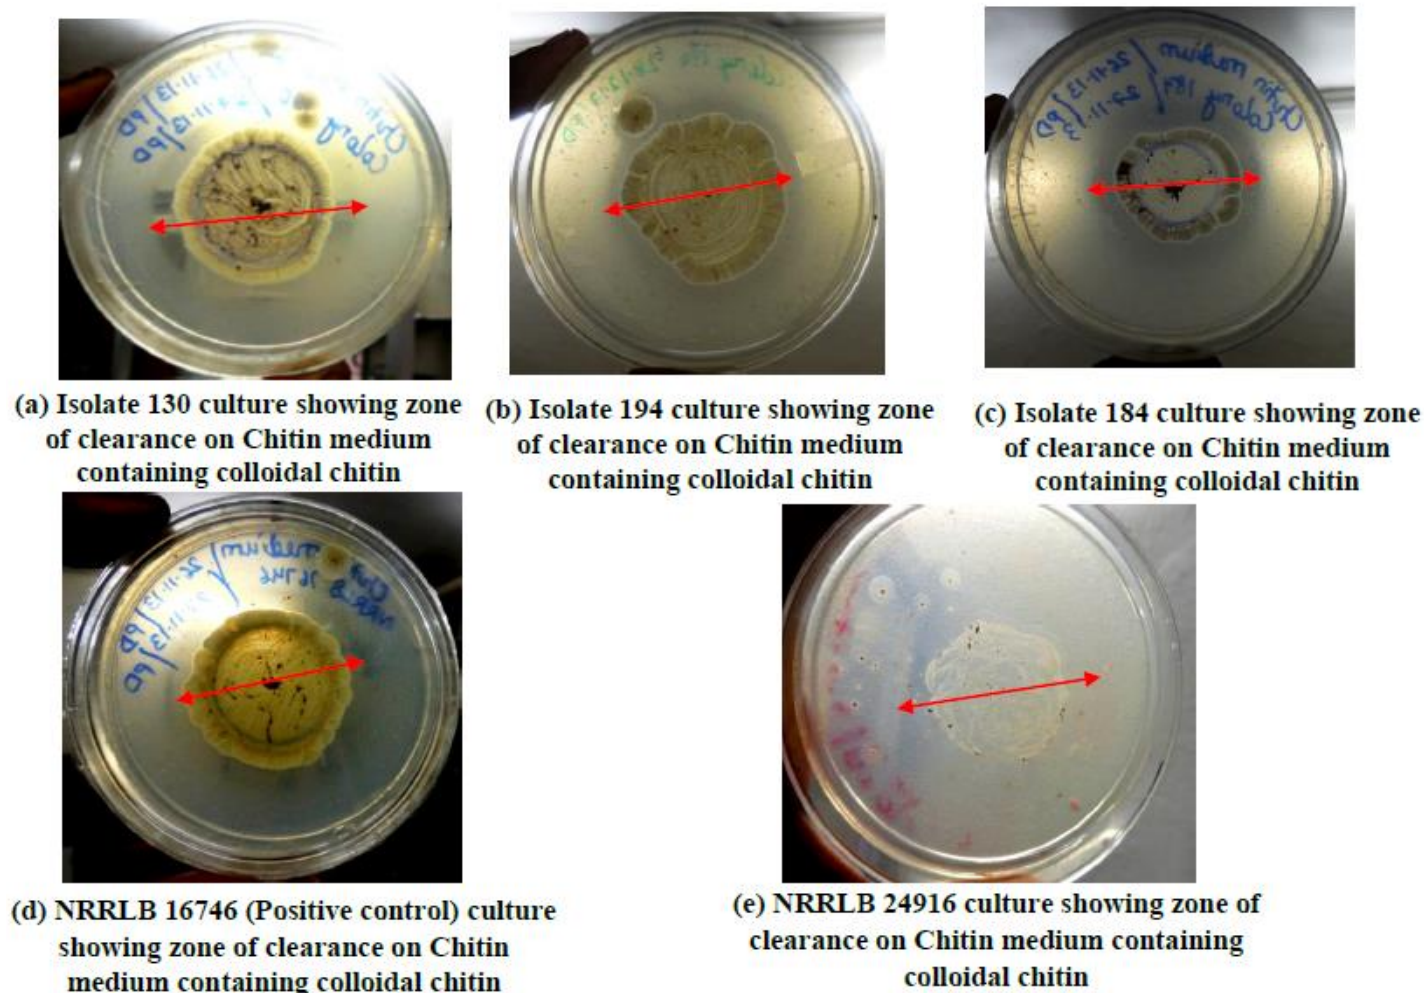 (a) Isolate 130 culture showing zone
of clearance on Chitin medium
containing colloidal chitin
(b) Isolate 194 culture showing zone
of clearance on Chitin medium
containing colloidal chitin
(c) Isolate 184 culture showing zone
of clearance on Chitin medium
containing colloidal chitin
(d) NRRLB 16746 (Positive control) culture
showing zone of clearance on Chitin
medium containing colloidal chitin
(e) NRRLB 24916 culture showing zone of
clearance on Chitin medium containing
colloidal chitin